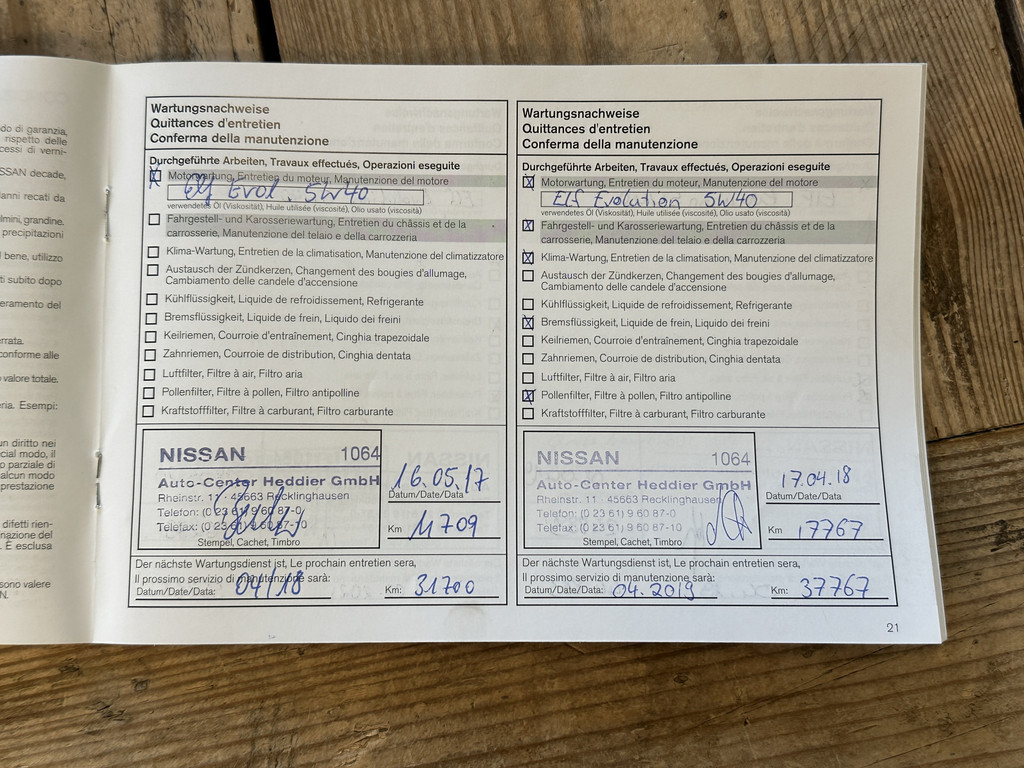 do di garanzia,
rispetto delle
cessi di verni-
SSAN decade,
anni recati da
lmini, grandine.
precipitazioni
bene, utilizzo
ti subito dopo
eramento del
rrata.
conforme alle
valore totale.
eria. Esempi:
un diritto nei
cial modo, il
o parziale di
alcun modo
prestazione
difetti rien-
nazione del
. È esclusa
sono valere
N.
Wartungsnachweise
Quittances d'entretien
Conferma della manutenzione
Durchgeführte Arbeiten, Travaux effectués, Operazioni eseguite
Motorwartung, Entretien du moteur, Manutenzione del motore
Elf Evol. 5W40
verwendetes Öl (Viskosität), Huile utilisée (viscosité), Olio usato (viscosità)
Fahrgestell- und Karosseriewartung, Entretien du châssis et de la
carrosserie, Manutenzione del telaio e della carrozzeria
Klima-Wartung, Entretien de la climatisation, Manutenzione del climatizzatore
Austausch der Zündkerzen, Changement des bougies d'allumage,
Cambiamento delle candele d'accensione
Kühlflüssigkeit, Liquide de refroidissement, Refrigerante
Bremsflüssigkeit, Liquide de frein, Liquido dei freini
Keilriemen, Courroie d'entraînement, Cinghia trapezoidale
Zahnriemen, Courroie de distribution, Cinghia dentata
Luftfilter, Filtre à air, Filtro aria
Pollenfilter, Filtre à pollen, Filtro antipolline
Kraftstofffilter, Filtre à carburant, Filtro carburante
NISSAN 1064
Auto-Center Heddier GmbH
Rheinstr. 11 · 45663 Recklinghausen
Telefon: (0 23 61) 9 60 87-0
Telefax: (0 23 61) 9 60 87-10
Stempel, Cachet, Timbro
16.05.17
Datum/Date/Data
Km 11709
Der nächste Wartungsdienst ist, Le prochain entretien sera,
Il prossimo servizio di manutenzione sarà:
Datum/Date/Data: 04/18 Km: 31700
Wartungsnachweise
Quittances d'entretien
Conferma della manutenzione
Durchgeführte Arbeiten, Travaux effectués, Operazioni eseguite
Motorwartung, Entretien du moteur, Manutenzione del motore
Elf Evolution 5W40
verwendetes Öl (Viskosität), Huile utilisée (viscosité), Olio usato (viscosità)
Fahrgestell- und Karosseriewartung, Entretien du châssis et de la
carrosserie, Manutenzione del telaio e della carrozzeria
Klima-Wartung, Entretien de la climatisation, Manutenzione del climatizzatore
Austausch der Zündkerzen, Changement des bougies d'allumage,
Cambiamento delle candele d'accensione
Kühlflüssigkeit, Liquide de refroidissement, Refrigerante
Bremsflüssigkeit, Liquide de frein, Liquido dei freini
Keilriemen, Courroie d'entraînement, Cinghia trapezoidale
Zahnriemen, Courroie de distribution, Cinghia dentata
Luftfilter, Filtre à air, Filtro aria
Pollenfilter, Filtre à pollen, Filtro antipolline
Kraftstofffilter, Filtre à carburant, Filtro carburante
NISSAN 1064
Auto-Center Heddier GmbH
Rheinstr. 11 · 45663 Recklinghausen
Telefon: (0 23 61) 9 60 87-0
Telefax: (0 23 61) 9 60 87-10
Stempel, Cachet, Timbro
17.04.18
Datum/Date/Data
Km 17767
Der nächste Wartungsdienst ist, Le prochain entretien sera,
Il prossimo servizio di manutenzione sarà:
Datum/Date/Data: 04.2019 Km: 37767
21